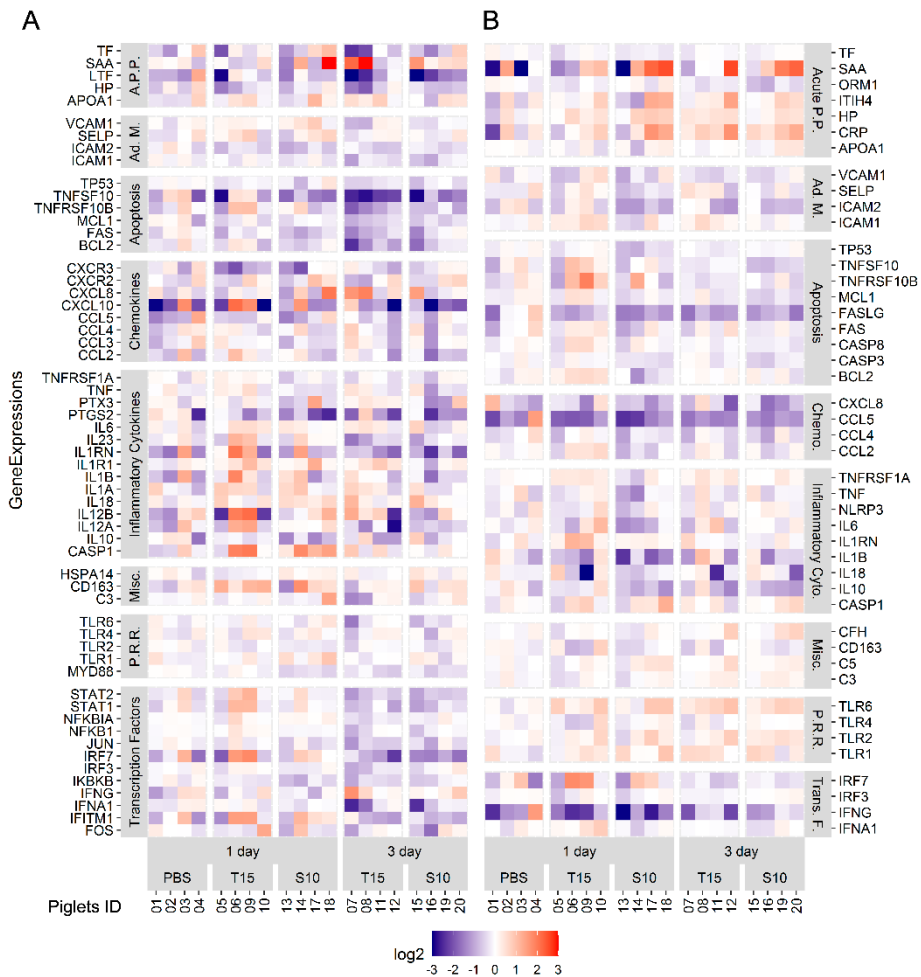 A
B
GeneExpressions
TF
SAA
LTF
HP
APOA1
A.P.P.
VCAM1
SELP
ICAM2
ICAM1
Ad. M.
TP53
TNFSF10
TNFRSF10B
MCL1
FAS
BCL2
Apoptosis
CXCR3
CXCR2
CXCL8
CXCL10
CCL5
CCL4
CCL3
CCL2
Chemokines
TNFRSF1A
TNF
PTX3
PTGS2
IL6
IL23
IL1RN
IL1R1
IL1B
IL1A
IL18
IL12B
IL12A
IL10
CASP1
Inflammatory Cytokines
HSPA14
CD163
C3
Misc.
TLR6
TLR4
TLR2
TLR1
MYD88
P.R.R.
STAT2
STAT1
NFKBIA
NFKB1
JUN
IRF7
IRF3
IKBKB
IFNG
IFNA1
IFITM1
FOS
Transcription Factors
1 day 3 day
PBS T15 S10 T15 S10
Piglets ID 01 02 03 04 05 06 09 10 13 14 17 18 07 08 11 12 15 16 19 20
TF
SAA
ORM1
ITIH4
HP
CRP
APOA1
Acute P.P.
VCAM1
SELP
ICAM2
ICAM1
Ad. M.
TP53
TNFSF10
TNFRSF10B
MCL1
FASLG
FAS
CASP8
CASP3
BCL2
Apoptosis
CXCL8
CCL5
CCL4
CCL2
Chemo.
TNFRSF1A
TNF
NLRP3
IL6
IL1RN
IL1B
IL18
IL10
CASP1
Inflammatory Cyto.
CFH
CD163
C5
C3
Misc.
TLR6
TLR4
TLR2
TLR1
P.R.R.
IRF7
IRF3
IFNG
IFNA1
Trans. F.
1 day 3 day
PBS T15 S10 T15 S10
01 02 03 04 05 06 09 10 13 14 17 18 07 08 11 12 15 16 19 20
log2
-3 -2 -1 0 1 2 3